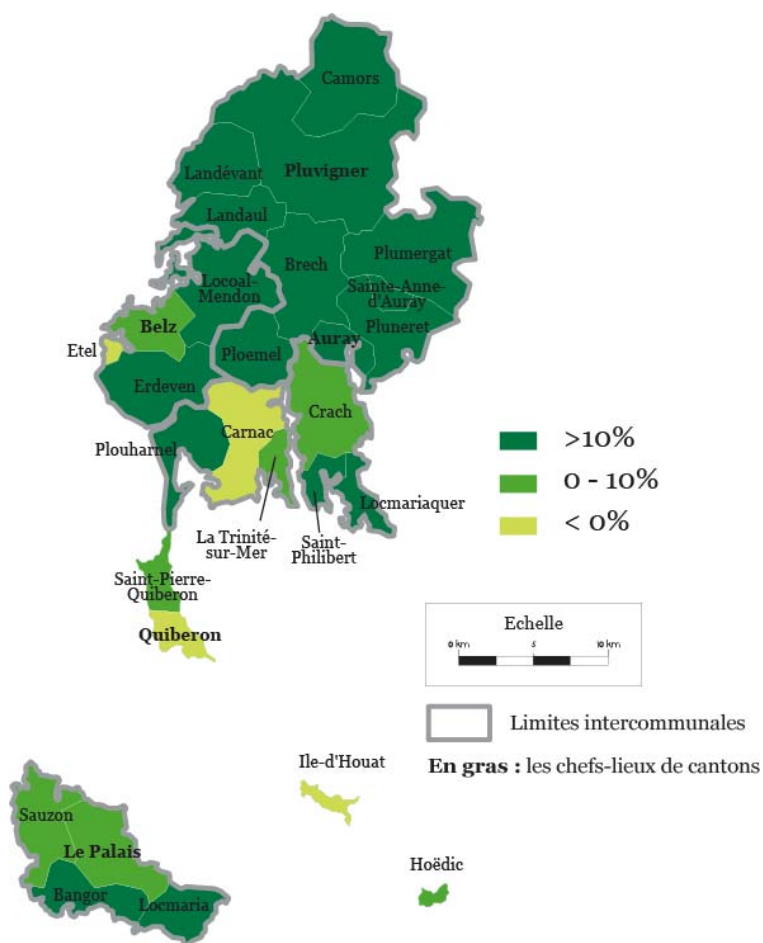 Camors
Landévant
Pluvigner
Landaul
Brech
Plumergat
Locoal-
Mendon
Sainte-Anne-
d'Auray
Belz
Pluneret
Auray
Etel
Ploemel
Erdeven
Crach
Carnac
Plouharnel
Locmariaquer
La Trinité-
sur-Mer
Saint-
Philibert
Saint-Pierre-
Quiberon
Quiberon
>10%
0 - 10%
< 0%
Echelle
0 km 5 10 km
Limites intercommunales
En gras : les chefs-lieux de cantons
Ile-d'Houat
Sauzon
Le Palais
Bangor
Locmaria
Hoëdic